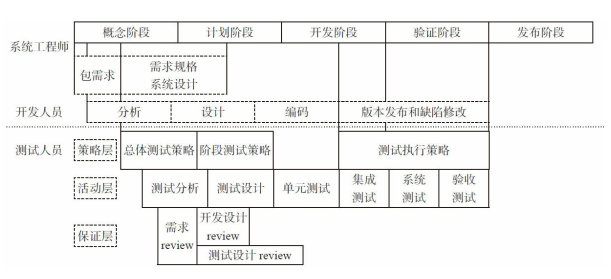 概念阶段 计划阶段 开发阶段 验证阶段 发布阶段
系统工程师
包需求 需求规格
系统设计
开发人员 分析 设计 编码 版本发布和缺陷修改
测试人员 策略层 总体测试策略 阶段测试策略 测试执行策略
活动层 测试分析 测试设计 单元测试 集成
测试 系统
测试 验收
测试
保证层 需求
review 开发设计
review
测试设计 review